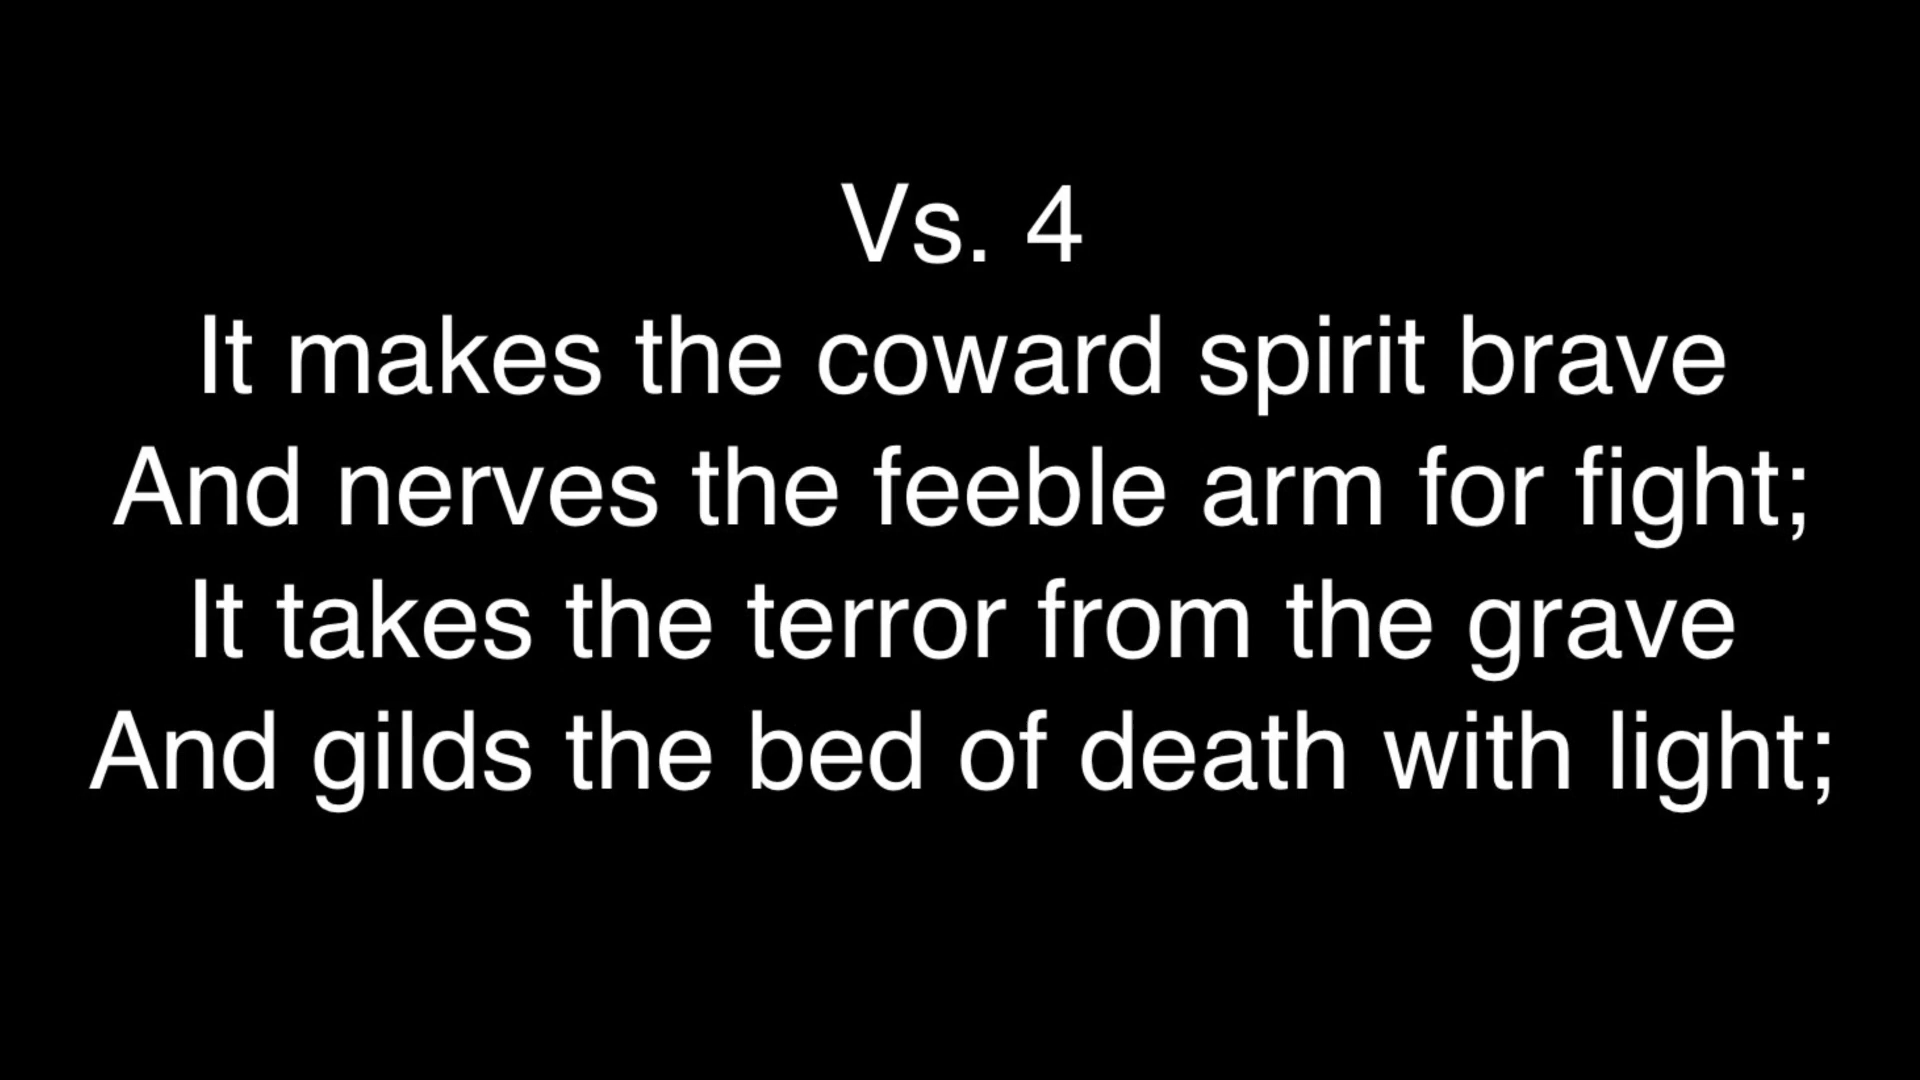 Vs. 4
It makes the coward spirit brave
And nerves the feeble arm for fight;
It takes the terror from the grave
And gilds the bed of death with light;